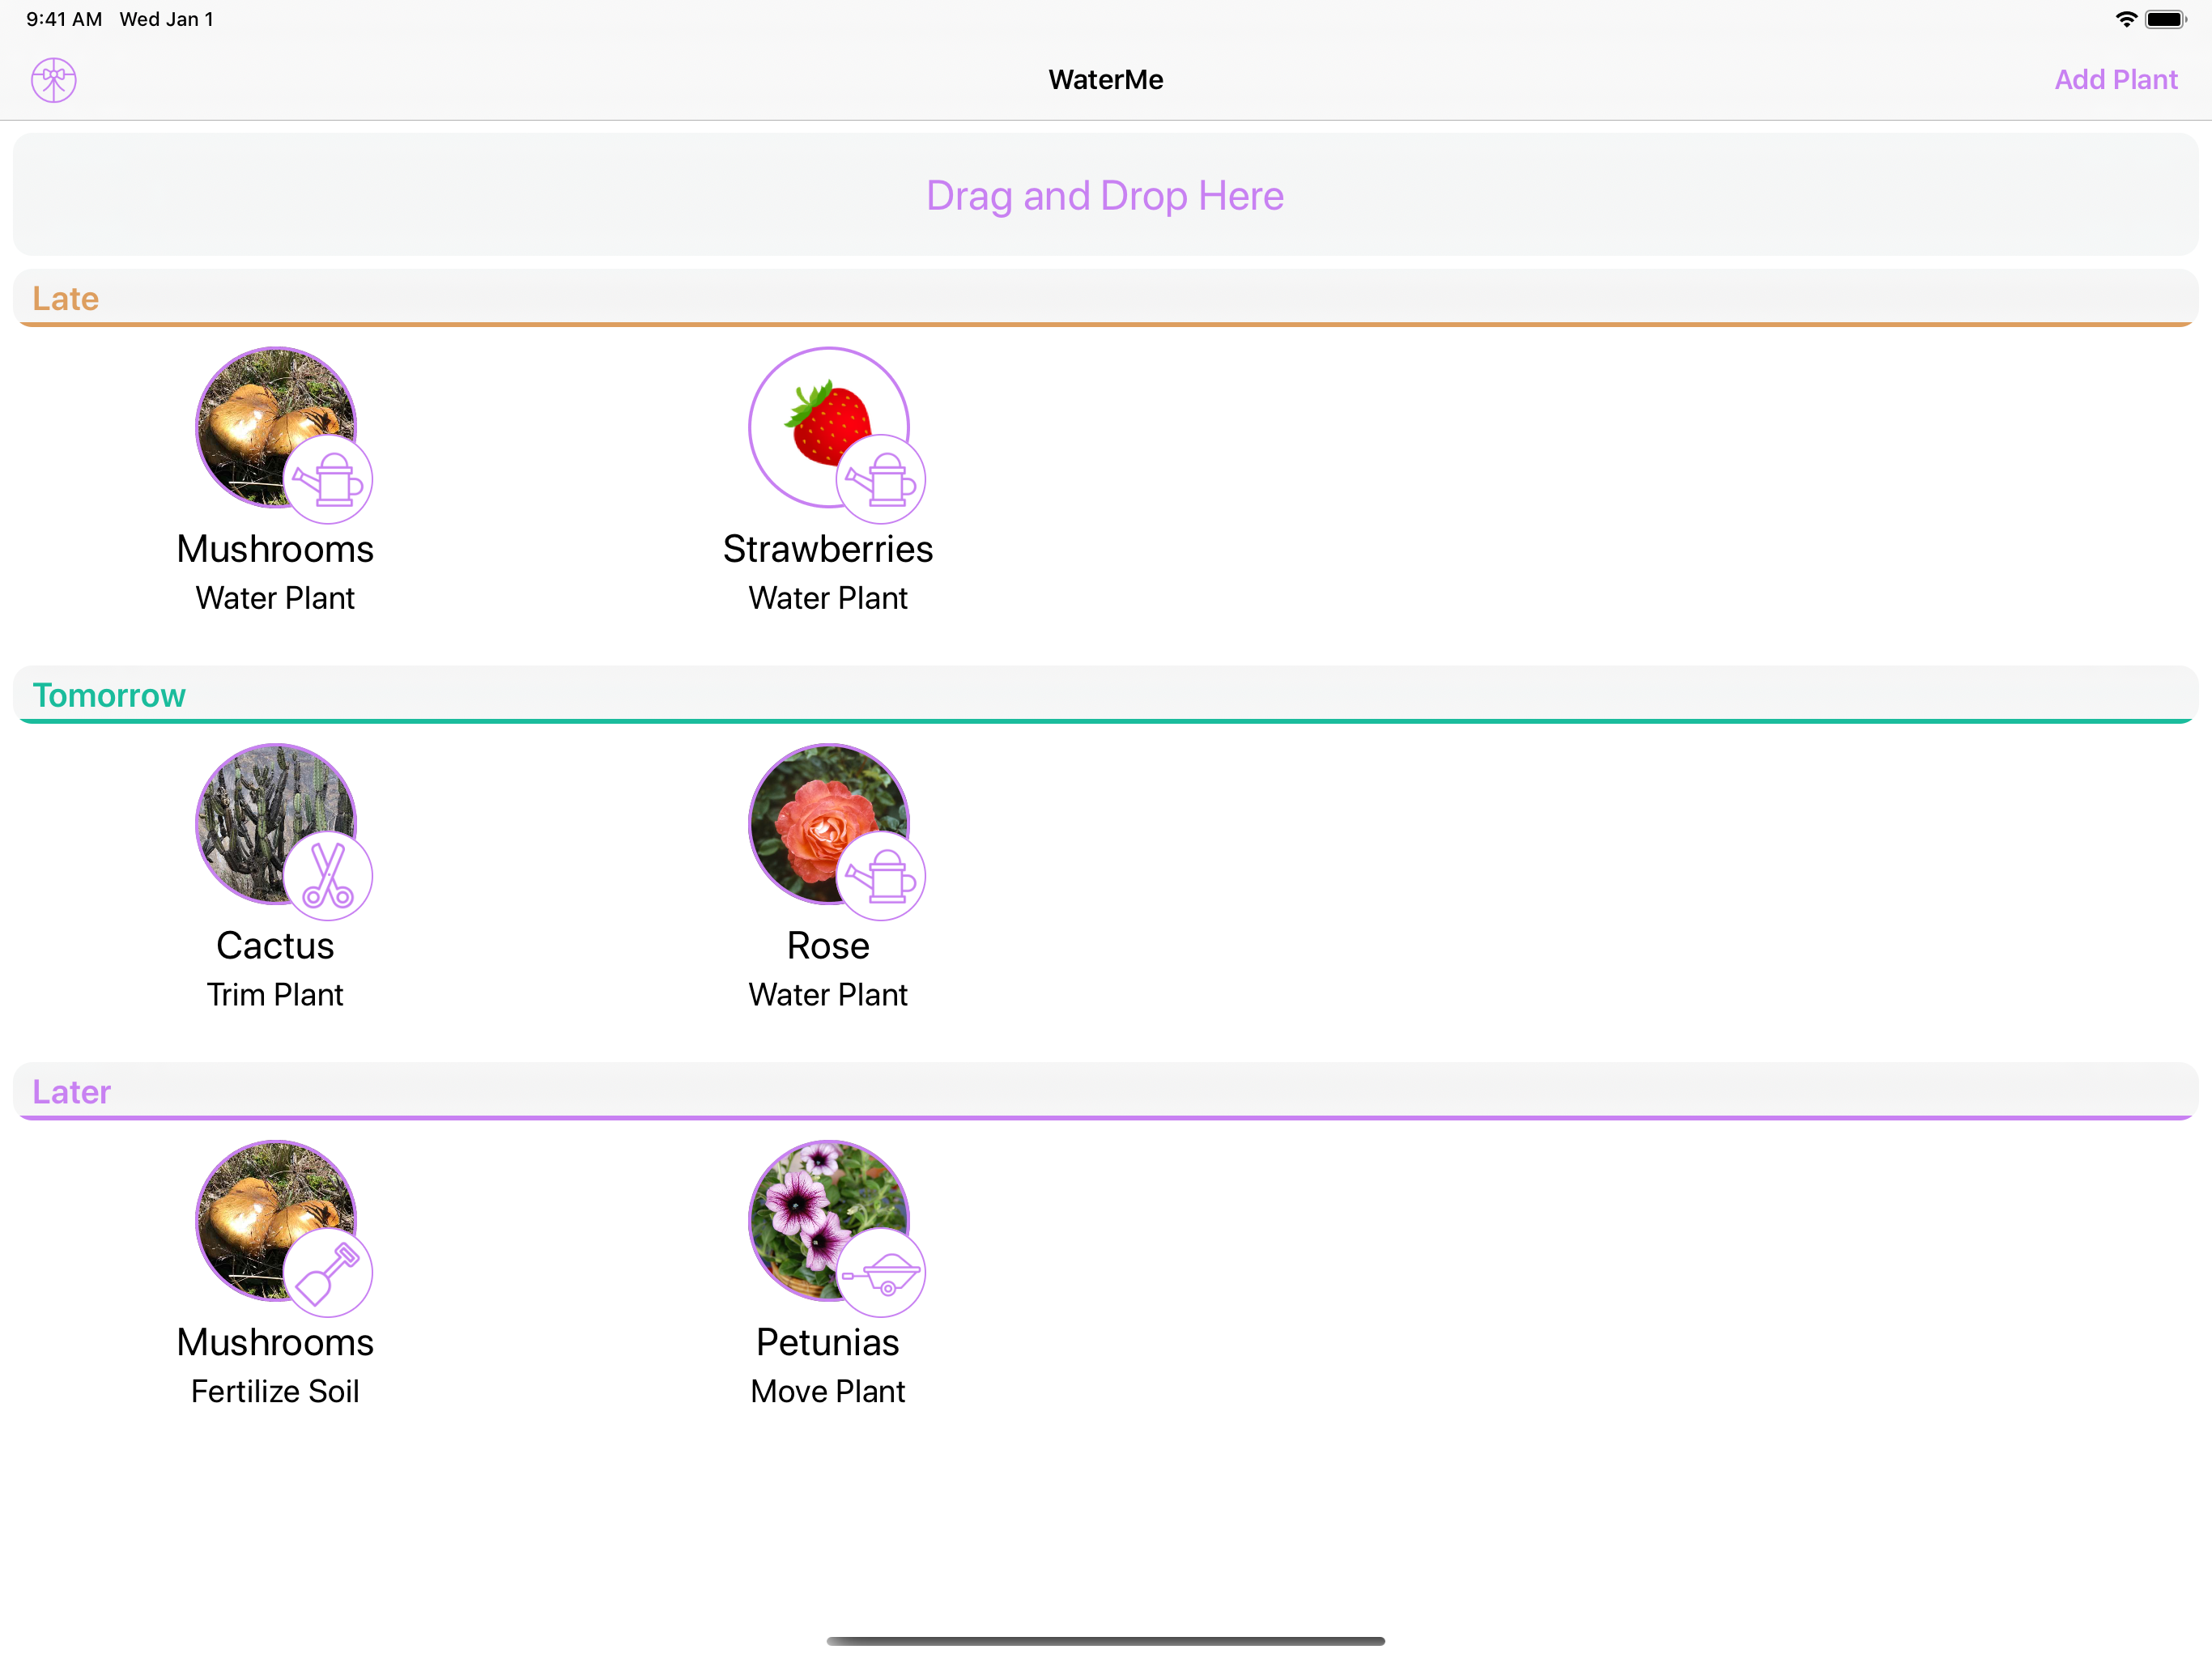 9:41 AM Wed Jan 1
WaterMe
Add Plant
Drag and Drop Here
Late
Mushrooms
Water Plant
Strawberries
Water Plant
Tomorrow
Cactus
Trim Plant
Rose
Water Plant
Later
Mushrooms
Fertilize Soil
Petunias
Move Plant